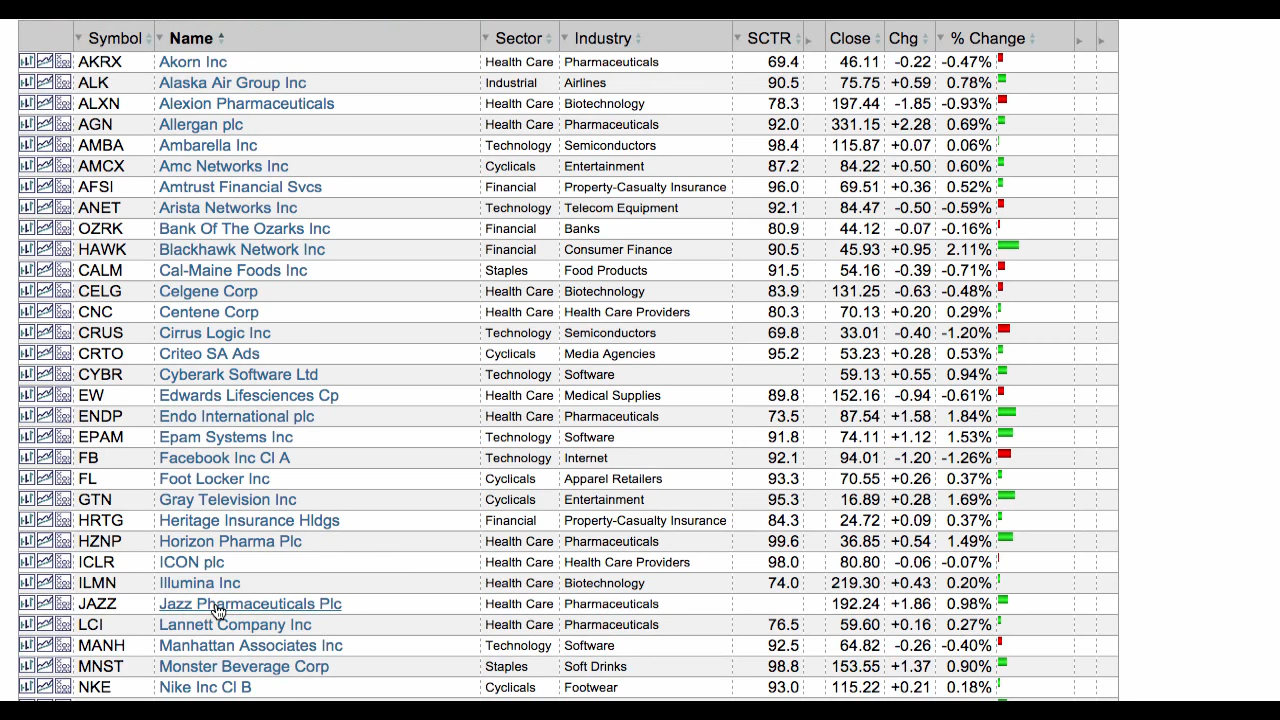 Symbol Name Sector Industry SCTR Close Chg % Change
AKRX Akorn Inc Health Care Pharmaceuticals 69.4 46.11 -0.22 -0.47%
ALK Alaska Air Group Inc Industrial Airlines 90.5 75.75 +0.59 0.78%
ALXN Alexion Pharmaceuticals Health Care Biotechnology 78.3 197.44 -1.85 -0.93%
AGN Allergan plc Health Care Pharmaceuticals 92.0 331.15 +2.28 0.69%
AMBA Ambarella Inc Technology Semiconductors 98.4 115.87 +0.07 0.06%
AMCX Amc Networks Inc Cyclicals Entertainment 87.2 84.22 +0.50 0.60%
AFSI Amtrust Financial Svcs Financial Property-Casualty Insurance 96.0 69.51 +0.36 0.52%
ANET Arista Networks Inc Technology Telecom Equipment 92.1 84.47 -0.50 -0.59%
OZRK Bank Of The Ozarks Inc Financial Banks 80.9 44.12 -0.07 -0.16%
HAWK Blackhawk Network Inc Financial Consumer Finance 90.5 45.93 +0.95 2.11%
CALM Cal-Maine Foods Inc Staples Food Products 91.5 54.16 -0.39 -0.71%
CELG Celgene Corp Health Care Biotechnology 83.9 131.25 -0.63 -0.48%
CNC Centene Corp Health Care Health Care Providers 80.3 70.13 +0.20 0.29%
CRUS Cirrus Logic Inc Technology Semiconductors 69.8 33.01 -0.40 -1.20%
CRTO Criteo SA Ads Cyclicals Media Agencies 95.2 53.23 +0.28 0.53%
CYBR Cyberark Software Ltd Technology Software 59.13 +0.55 0.94%
EW Edwards Lifesciences Cp Health Care Medical Supplies 89.8 152.16 -0.94 -0.61%
ENDP Endo International plc Health Care Pharmaceuticals 73.5 87.54 +1.58 1.84%
EPAM Epam Systems Inc Technology Software 91.8 74.11 +1.12 1.53%
FB Facebook Inc Cl A Technology Internet 92.1 94.01 -1.20 -1.26%
FL Foot Locker Inc Cyclicals Apparel Retailers 93.3 70.55 +0.26 0.37%
GTN Gray Television Inc Cyclicals Entertainment 95.3 16.89 +0.28 1.69%
HRTG Heritage Insurance Hldgs Financial Property-Casualty Insurance 84.3 24.72 +0.09 0.37%
HZNP Horizon Pharma Plc Health Care Pharmaceuticals 99.6 36.85 +0.54 1.49%
ICLR ICON plc Health Care Health Care Providers 98.0 80.80 -0.06 -0.07%
ILMN Illumina Inc Health Care Biotechnology 74.0 219.30 +0.43 0.20%
JAZZ Jazz Pharmaceuticals Plc Health Care Pharmaceuticals 192.24 +1.86 0.98%
LCI Lannett Company Inc Health Care Pharmaceuticals 76.5 59.60 +0.16 0.27%
MANH Manhattan Associates Inc Technology Software 92.5 64.82 -0.26 -0.40%
MNST Monster Beverage Corp Staples Soft Drinks 98.8 153.55 +1.37 0.90%
NKE Nike Inc Cl B Cyclicals Footwear 93.0 115.22 +0.21 0.18%